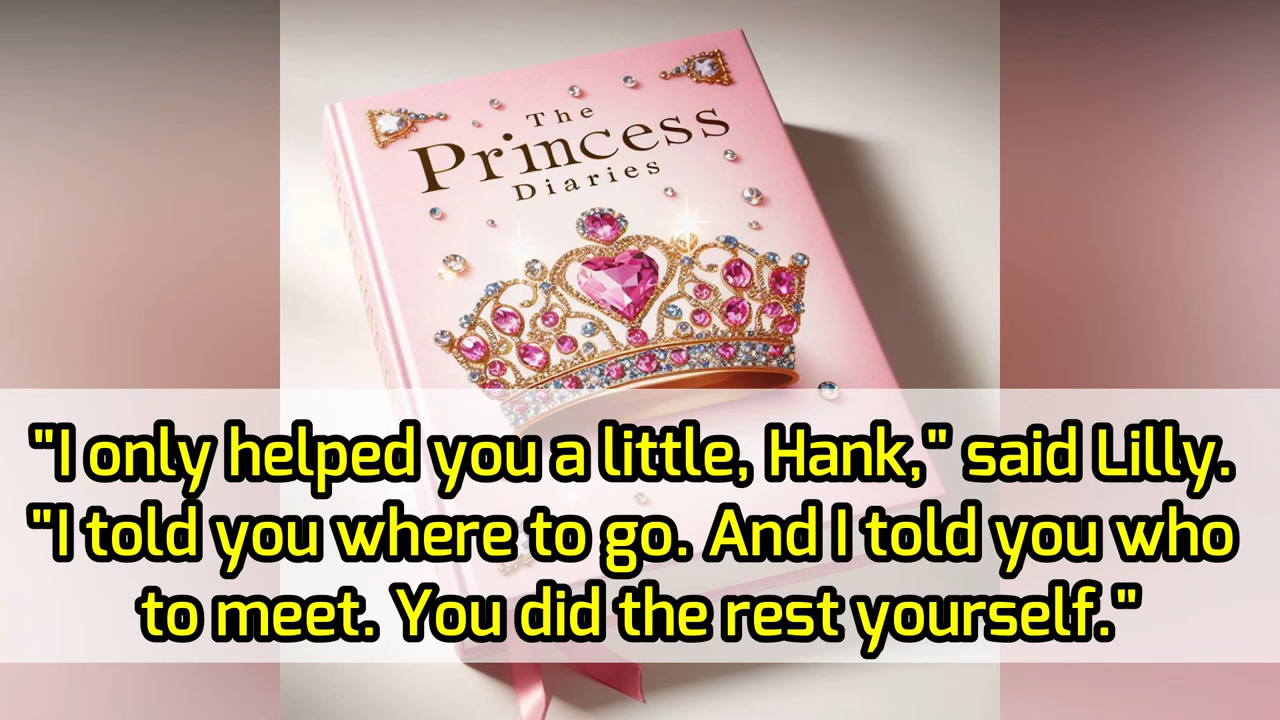 The
Princess
Diaries
"I only helped you a little, Hank," said Lilly.
"I told you where to go. And I told you who
to meet. You did the rest yourself."